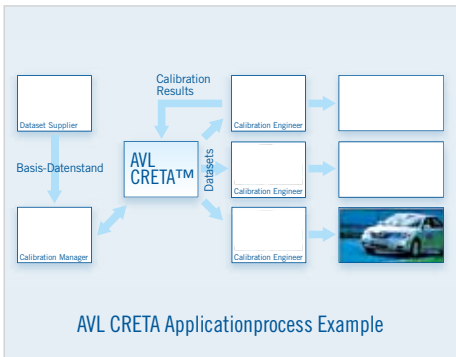 Calibration
Results
Dataset Supplier
Calibration Engineer
Basis-Datenstand
AVL
CRETA™
Datasets
Calibration Engineer
Calibration Manager
Calibration Engineer
AVL CRETA Applicationprocess Example